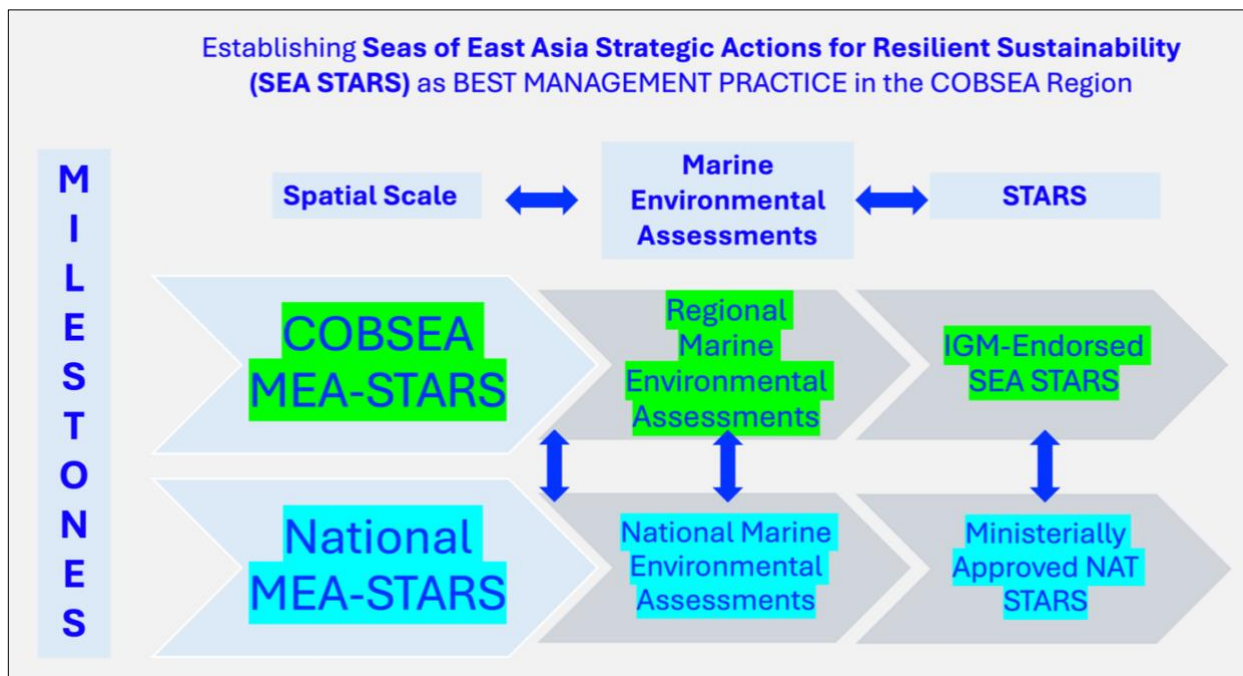 Establishing Seas of East Asia Strategic Actions for Resilient Sustainability
(SEA STARS) as BEST MANAGEMENT PRACTICE in the COBSEA Region
M
I
L
E
S
T
O
N
E
S
Spatial Scale
Marine
Environmental
Assessments
STARS
COBSEA
MEA-STARS
Regional
Marine
Environmental
Assessments
IGM-Endorsed
SEA STARS
National
MEA-STARS
National Marine
Environmental
Assessments
Ministerially
Approved NAT
STARS